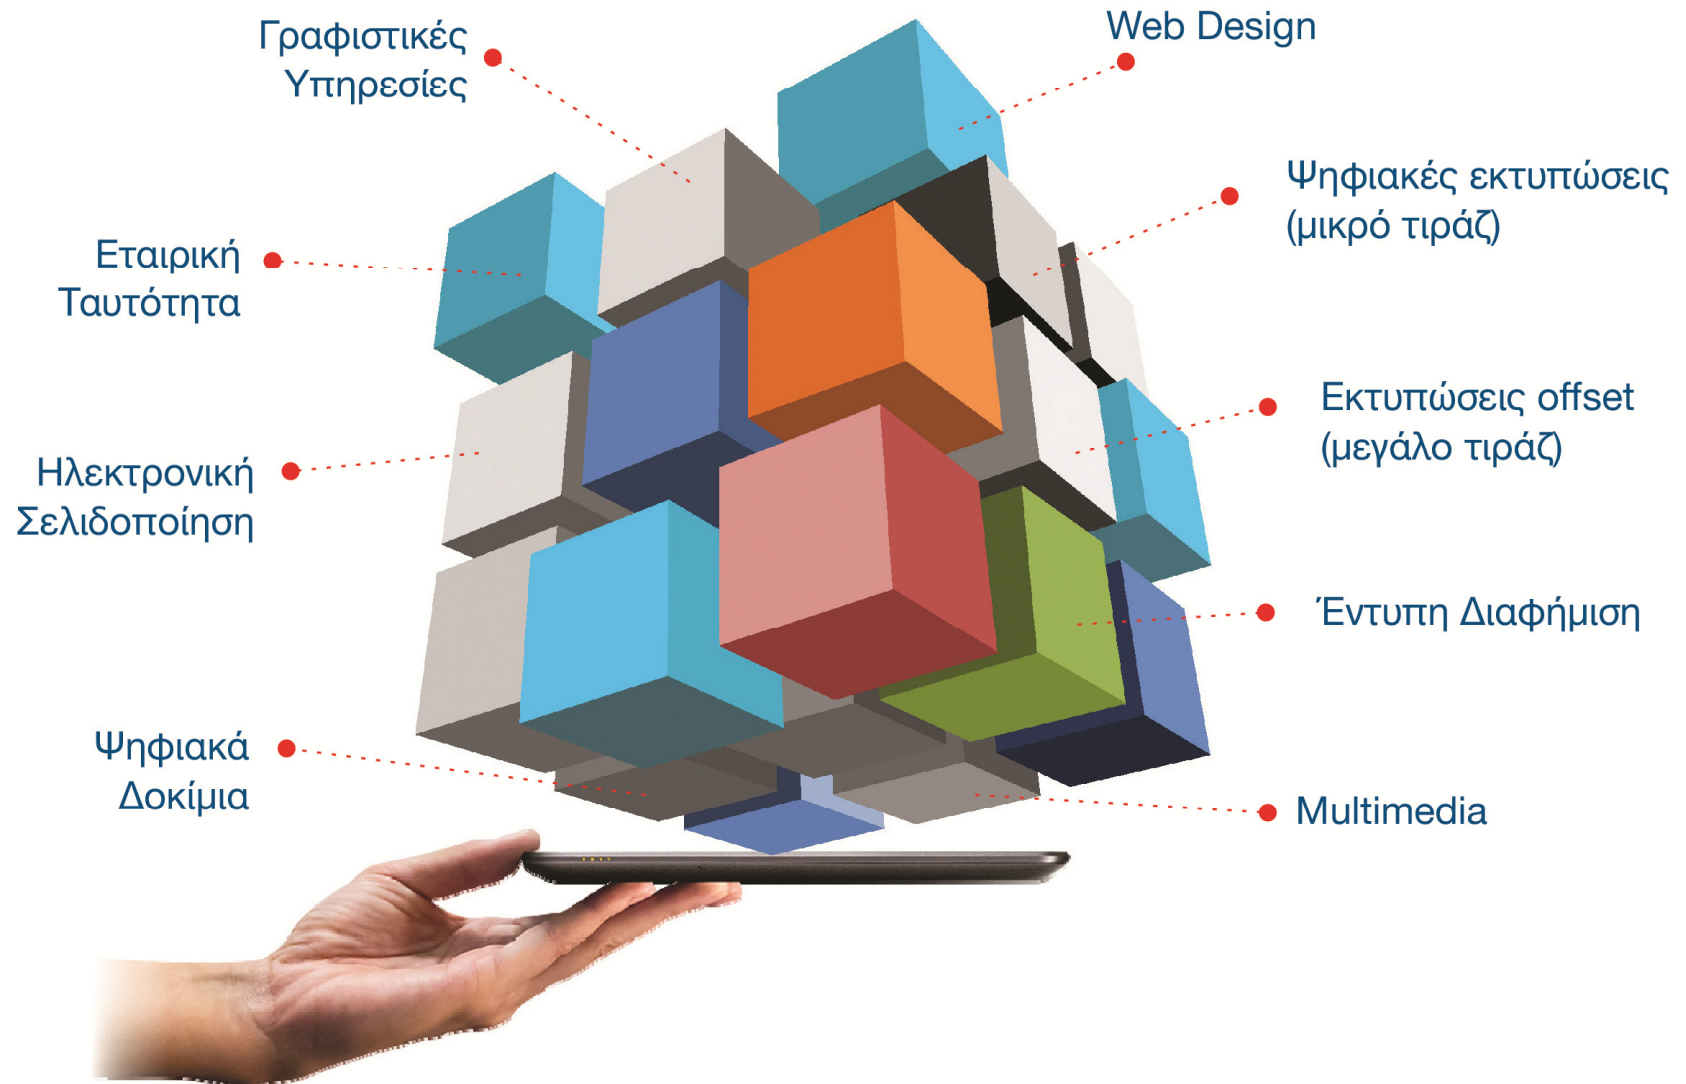 Γραφιστικές
Υπηρεσίες
Εταιρική
Ταυτότητα
Ηλεκτρονική
Σελιδοποίηση
Ψηφιακά
Δοκίμια
Web Design
Ψηφιακές εκτυπώσεις
(μικρό τιράζ)
Εκτυπώσεις offset
(μεγάλο τιράζ)
Έντυπη Διαφήμιση
Multimedia